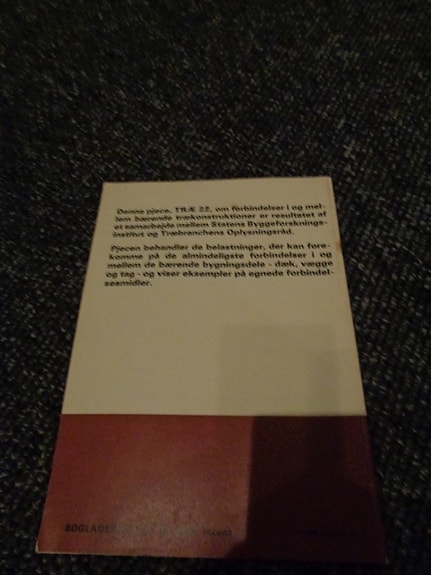 Denne pjece, TRÆ 22, om forbindelser i og mel-
lem bærende trækonstruktioner er resultatet af
et samarbejde mellem Statens Byggeforsknings-
institut og Træbranchens Oplysningsråd.
Pjecen behandler de belastninger, der kan fore-
komme på de almindeligste forbindelser i og
mellem de bærende bygningsdele - dæk, vægge
og tag - og viser eksempler på egnede forbindel-
sesmidler.